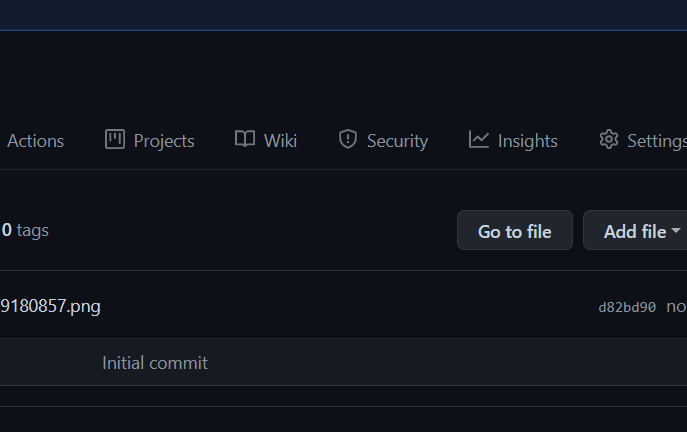 Actions Projects Wiki Security Insights Settings
0 tags Go to file Add file
9180857.png d82bd90 no
Initial commit